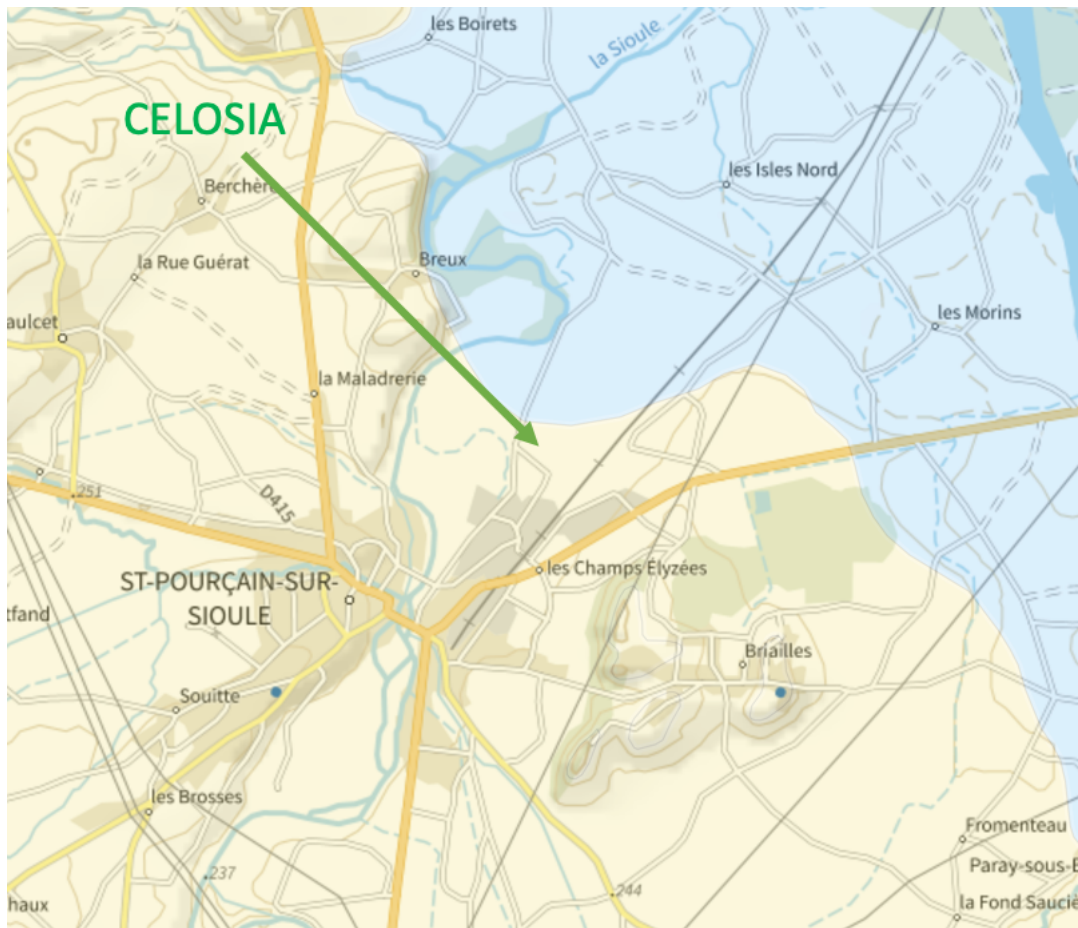 les Boirets
la Sioule
CELOSIA
les Isles Nord
Berchère
Breux
la Rue Guérat
les Morins
aulcet
la Maladrerie
251
D415
les Champs Élyzées
ST-POURÇAIN-SUR-
SIOULE
tfand
Briailles
Souitte
les Brosses
Fromenteau
Paray-sous-B
237
244
la Fond Sauciè
haux